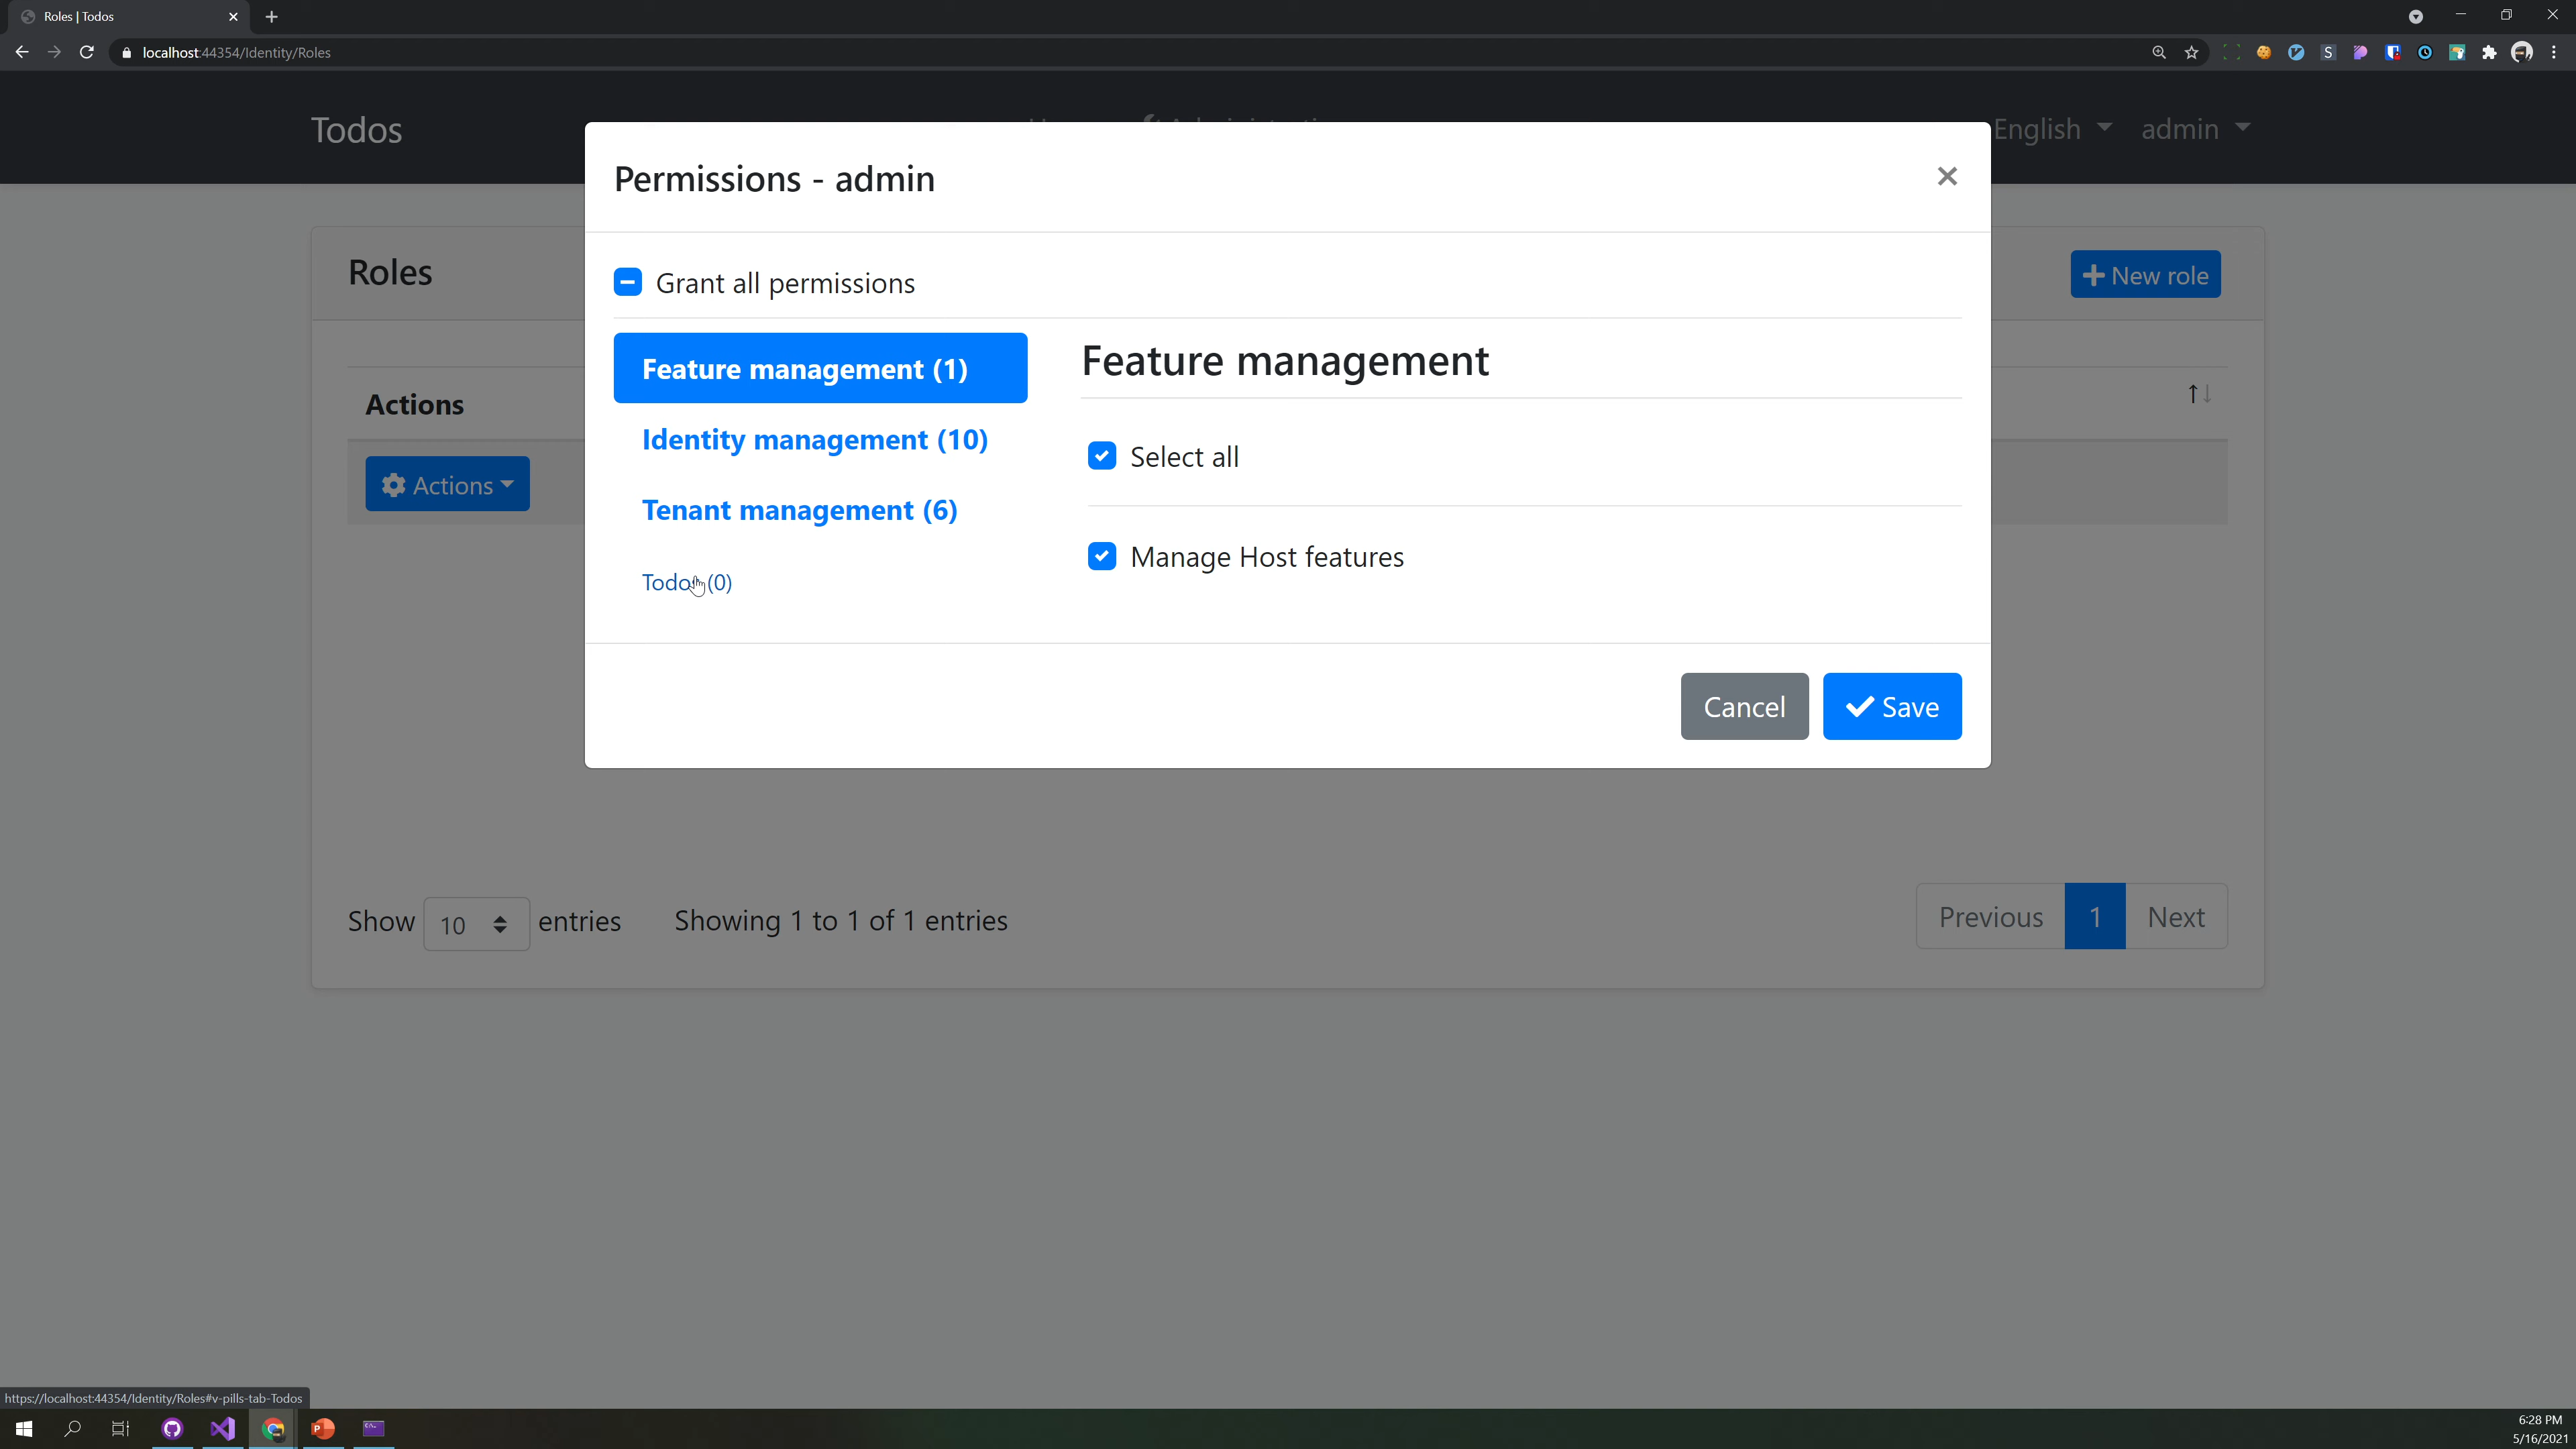 Roles | Todos
localhost:44354/Identity/Roles
Todos
English
admin
Permissions - admin
Roles
New role
Grant all permissions
Feature management (1)
Feature management
Actions
Identity management (10)
Select all
Actions
Tenant management (6)
Manage Host features
Todos (0)
Cancel
Save
Show 10 entries
Showing 1 to 1 of 1 entries
Previous
1
Next
https://localhost:44354/Identity/Roles#v-pills-tab-Todos
6:28 PM
5/16/2021